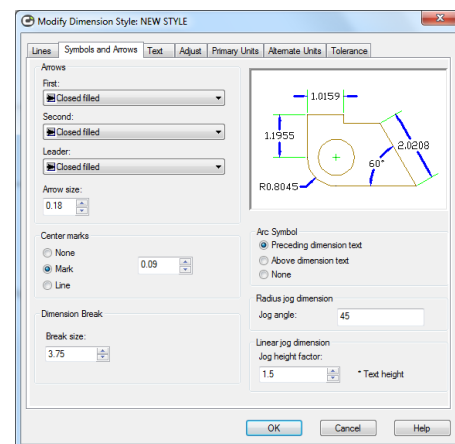 Modify Dimension Style: NEW STYLE
Lines Symbols and Arrows Text Adjust Primary Units Alternate Units Tolerance
Arrows
First:
Closed filled
Second:
Closed filled
Leader:
Closed filled
Arrow size:
0.18
1.0159
1.1955
2.0208
60°
R0.8045
Center marks
None
Mark
0.09
Line
Arc Symbol
Preceding dimension text
Above dimension text
None
Dimension Break
Break size:
3.75
Radius jog dimension
Jog angle: 45
Linear jog dimension
Jog height factor:
1.5 * Text height
OK Cancel Help